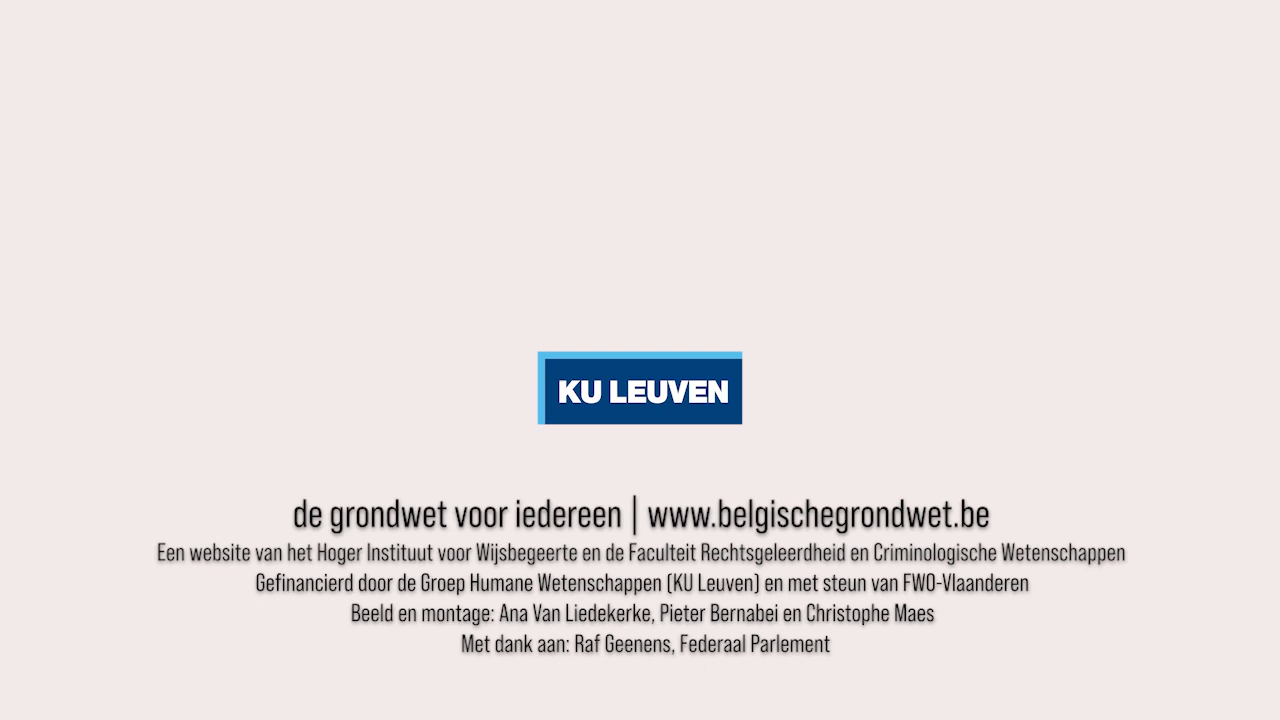 KU LEUVEN
de grondwet voor iedereen | www.belgischegrondwet.be
Een website van het Hoger Instituut voor Wijsbegeerte en de Faculteit Rechtsgeleerdheid en Criminologische Wetenschappen
Gefinancierd door de Groep Humane Wetenschappen (KU Leuven) en met steun van FWO-Vlaanderen
Beeld en montage: Ana Van Liedekerke, Pieter Bernabei en Christophe Maes
Met dank aan: Raf Geenens, Federaal Parlement